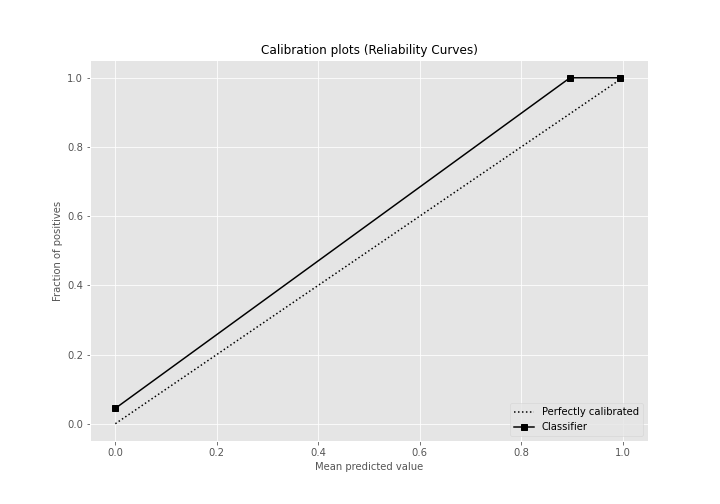 Calibration plots (Reliability Curves)
1.0
0.8
0.6
0.4
0.2
0.0
Fraction of positives
0.0 0.2 0.4 0.6 0.8 1.0
Mean predicted value
Perfectly calibrated
Classifier